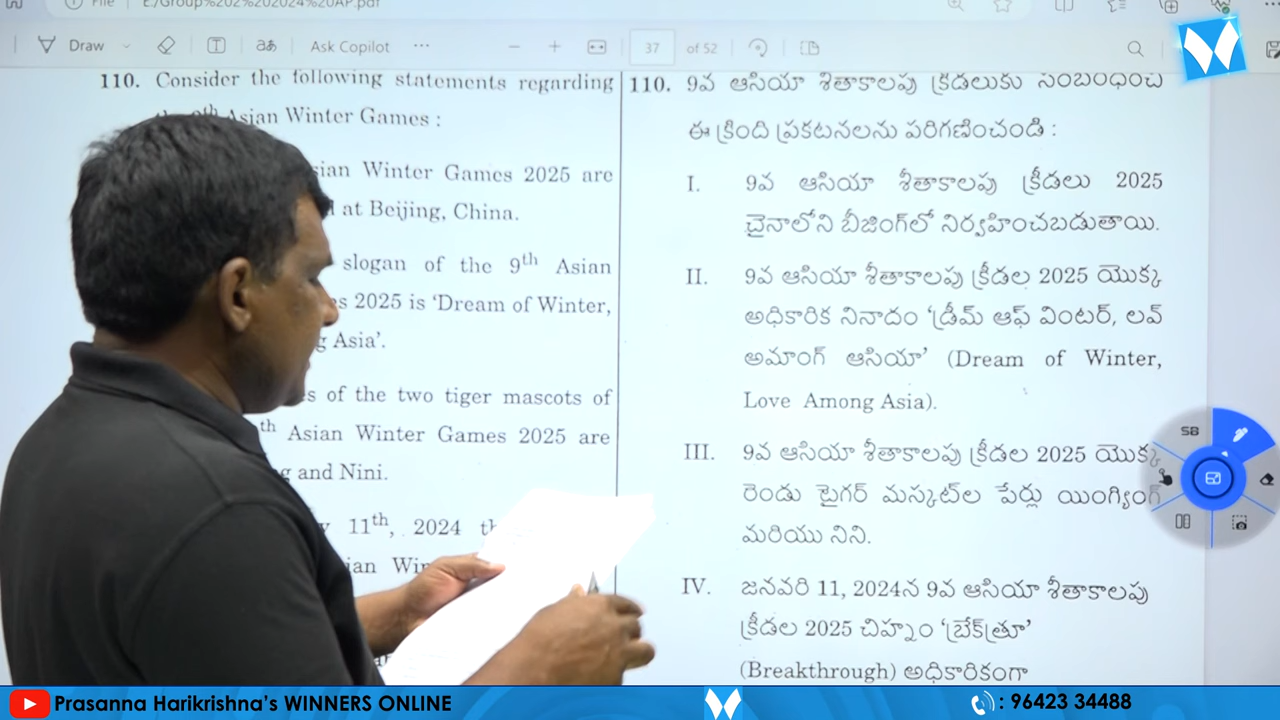 File
E:/Group%202%202024%20AP.pdf
Draw
Ask Copilot
37 of 52
110. Consider the following statements regarding
9th Asian Winter Games :
Asian Winter Games 2025 are
at Beijing, China.
slogan of the 9th Asian
2025 is ‘Dream of Winter,
Asia’.
of the two tiger mascots of
th Asian Winter Games 2025 are
and Nini.
11th, 2024
110. 9వ ఆసియా శీతాకాలపు క్రీడలుకు సంబంధించి
ఈ క్రింది ప్రకటనలను పరిగణించండి :
I. 9వ ఆసియా శీతాకాలపు క్రీడలు 2025
చైనాలోని బీజింగ్‌లో నిర్వహించబడుతాయి.
II. 9వ ఆసియా శీతాకాలపు క్రీడల 2025 యొక్క
అధికారిక నినాదం ‘డ్రీమ్ ఆఫ్ వింటర్, లవ్
అమాంగ్ ఆసియా’ (Dream of Winter,
Love Among Asia).
III. 9వ ఆసియా శీతాకాలపు క్రీడల 2025 యొక్క
రెండు టైగర్ మస్కట్‌ల పేర్లు యింగ్యింగ్
మరియు నిని.
IV. జనవరి 11, 2024న 9వ ఆసియా శీతాకాలపు
క్రీడల 2025 చిహ్నం ‘బ్రేక్‌త్రూ’
(Breakthrough) అధికారికంగా
S8
Prasanna Harikrishna's WINNERS ONLINE
: 96423 34488